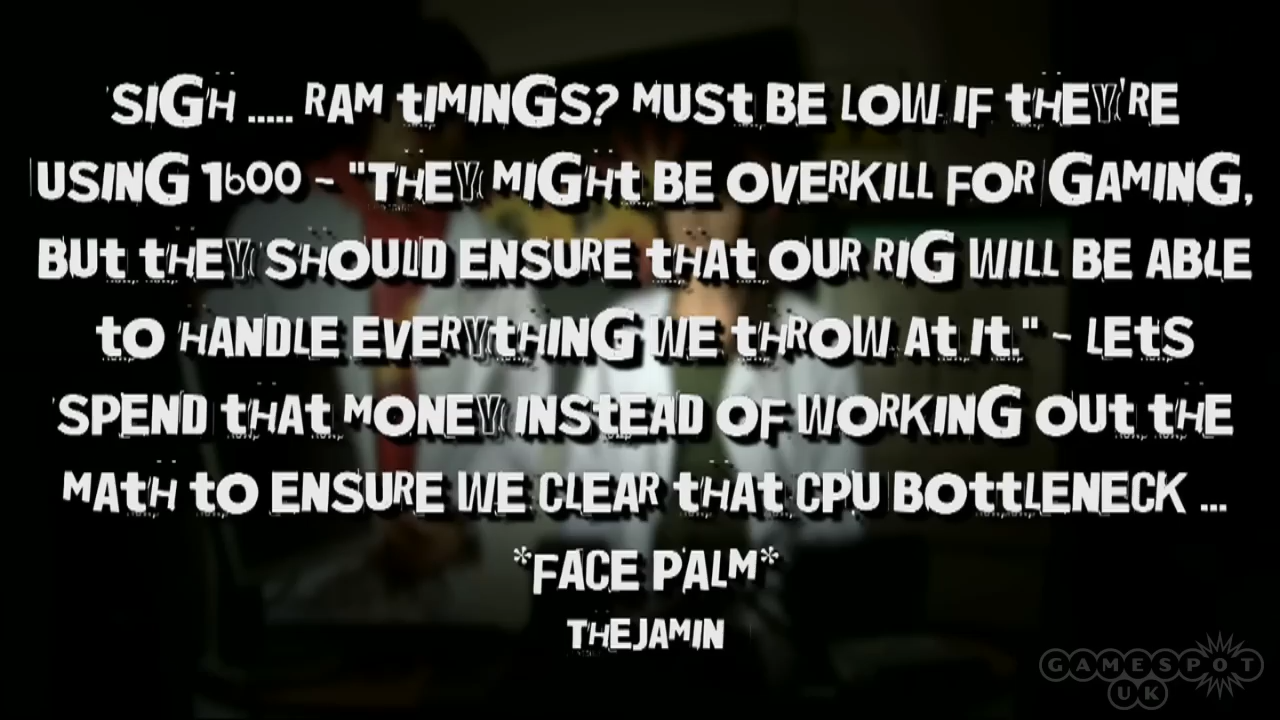 SIGH ..... RAM TIMINGS? MUST BE LOW IF THEY'RE
USING 1600 - "THEY MIGHT BE OVERKILL FOR GAMING,
BUT THEY SHOULD ENSURE THAT OUR RIG WILL BE ABLE
TO HANDLE EVERYTHING WE THROW AT IT." - LETS
SPEND THAT MONEY INSTEAD OF WORKING OUT THE
MATH TO ENSURE WE CLEAR THAT CPU BOTTLENECK ...
*FACE PALM*
THEJAMIN
GAMESPOT
UK